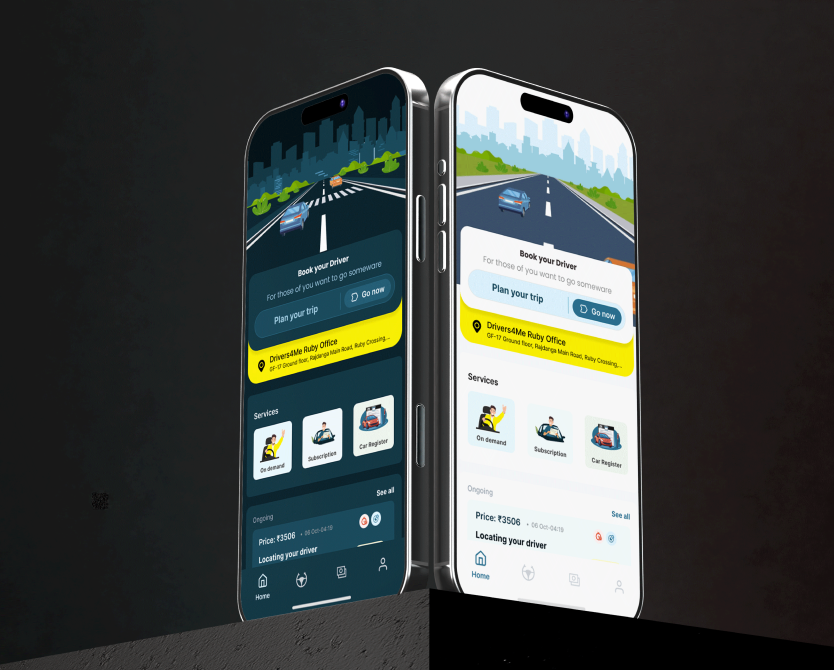 Book your Driver
For those of you want to go someware
Plan your trip
Go now
Drivers4Me Ruby Office
GF-17 Ground floor, Rajdanga Main Road, Ruby Crossing,...
Services
On demand
Subscription
Car Register
See all
Ongoing
Price: ₹3506 • 06 Oct-04:19
Locating your driver
Home
Book your Driver
For those of you want to go someware
Plan your trip
Go now
Drivers4Me Ruby Office
GF-17 Ground floor, Rajdanga Main Road, Ruby Crossing,...
Services
On demand
Subscription
Car Register
Ongoing
See all
Price: ₹3506 • 06 Oct-04:19
Locating your driver
Home